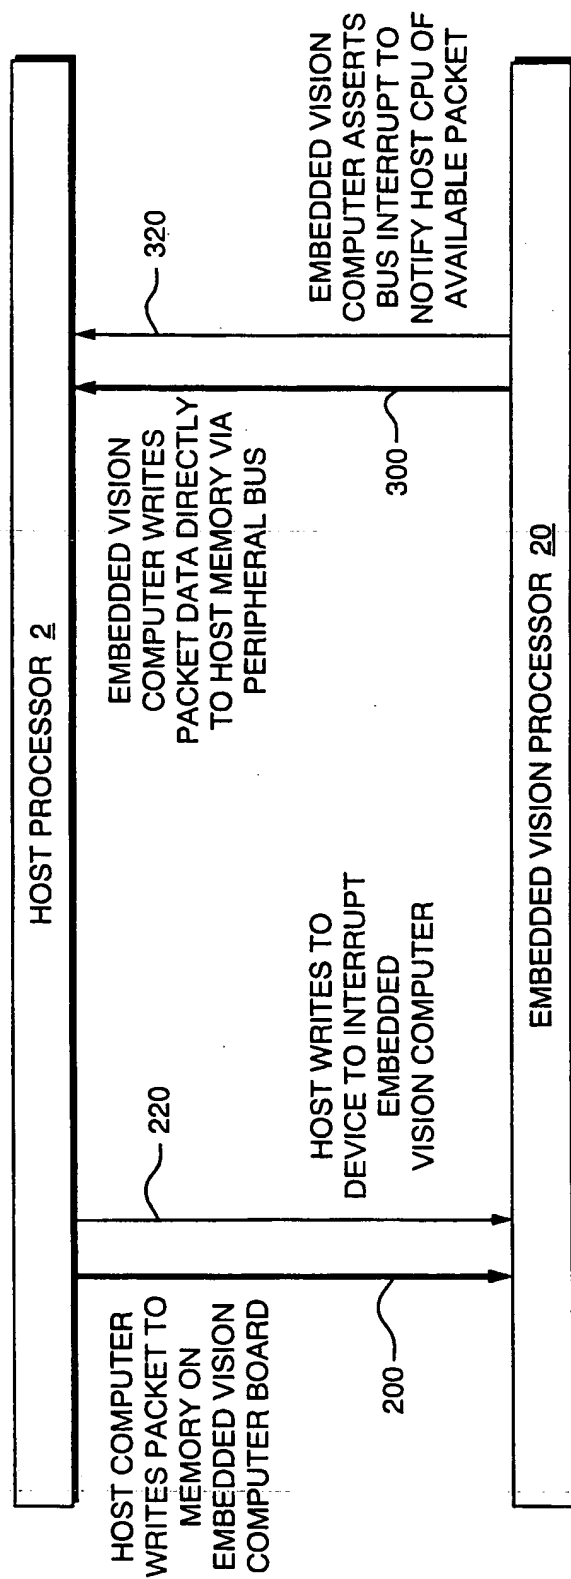 HOST PROCESSOR 2
HOST COMPUTER
WRITES PACKET TO
MEMORY ON
EMBEDDED VISION
COMPUTER BOARD
200
220
HOST WRITES TO
DEVICE TO INTERRUPT
EMBEDDED
VISION COMPUTER
EMBEDDED VISION
COMPUTER WRITES
PACKET DATA DIRECTLY
TO HOST MEMORY VIA
PERIPHERAL BUS
300
320
EMBEDDED VISION
COMPUTER ASSERTS
BUS INTERRUPT TO
NOTIFY HOST CPU OF
AVAILABLE PACKET
EMBEDDED VISION PROCESSOR 20